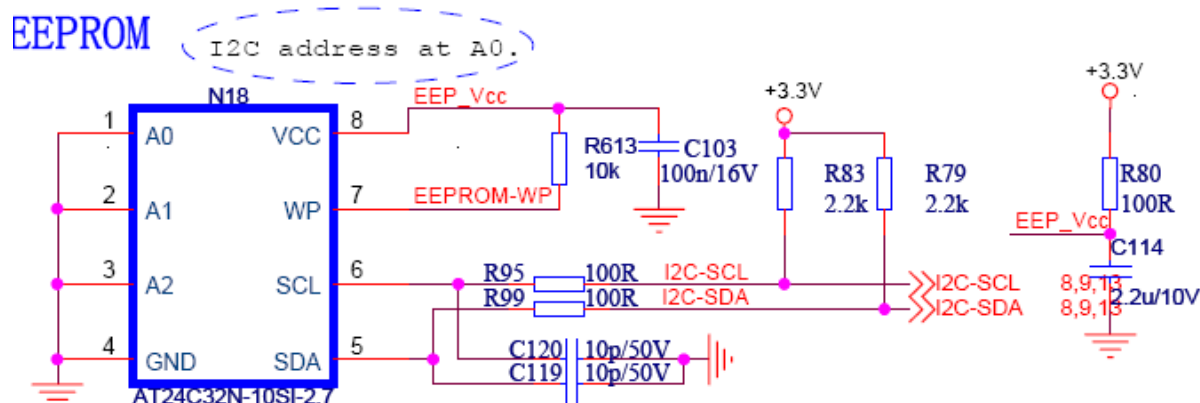 EEPROM
I2C address at A0.
N18
1 A0 VCC 8
2 A1 WP 7
3 A2 SCL 6
4 GND SDA 5
AT24C32N-10SI-2.7
EEP_Vcc
R613
10k
C103
100n/16V
EEPROM-WP
+3.3V
R83
2.2k
R79
2.2k
R95 100R I2C-SCL
R99 100R I2C-SDA
I2C-SCL 8,9,13
I2C-SDA 8,9,13
C120 10p/50V
C119 10p/50V
+3.3V
R80
100R
EEP_Vcc
C114
2.2u/10V